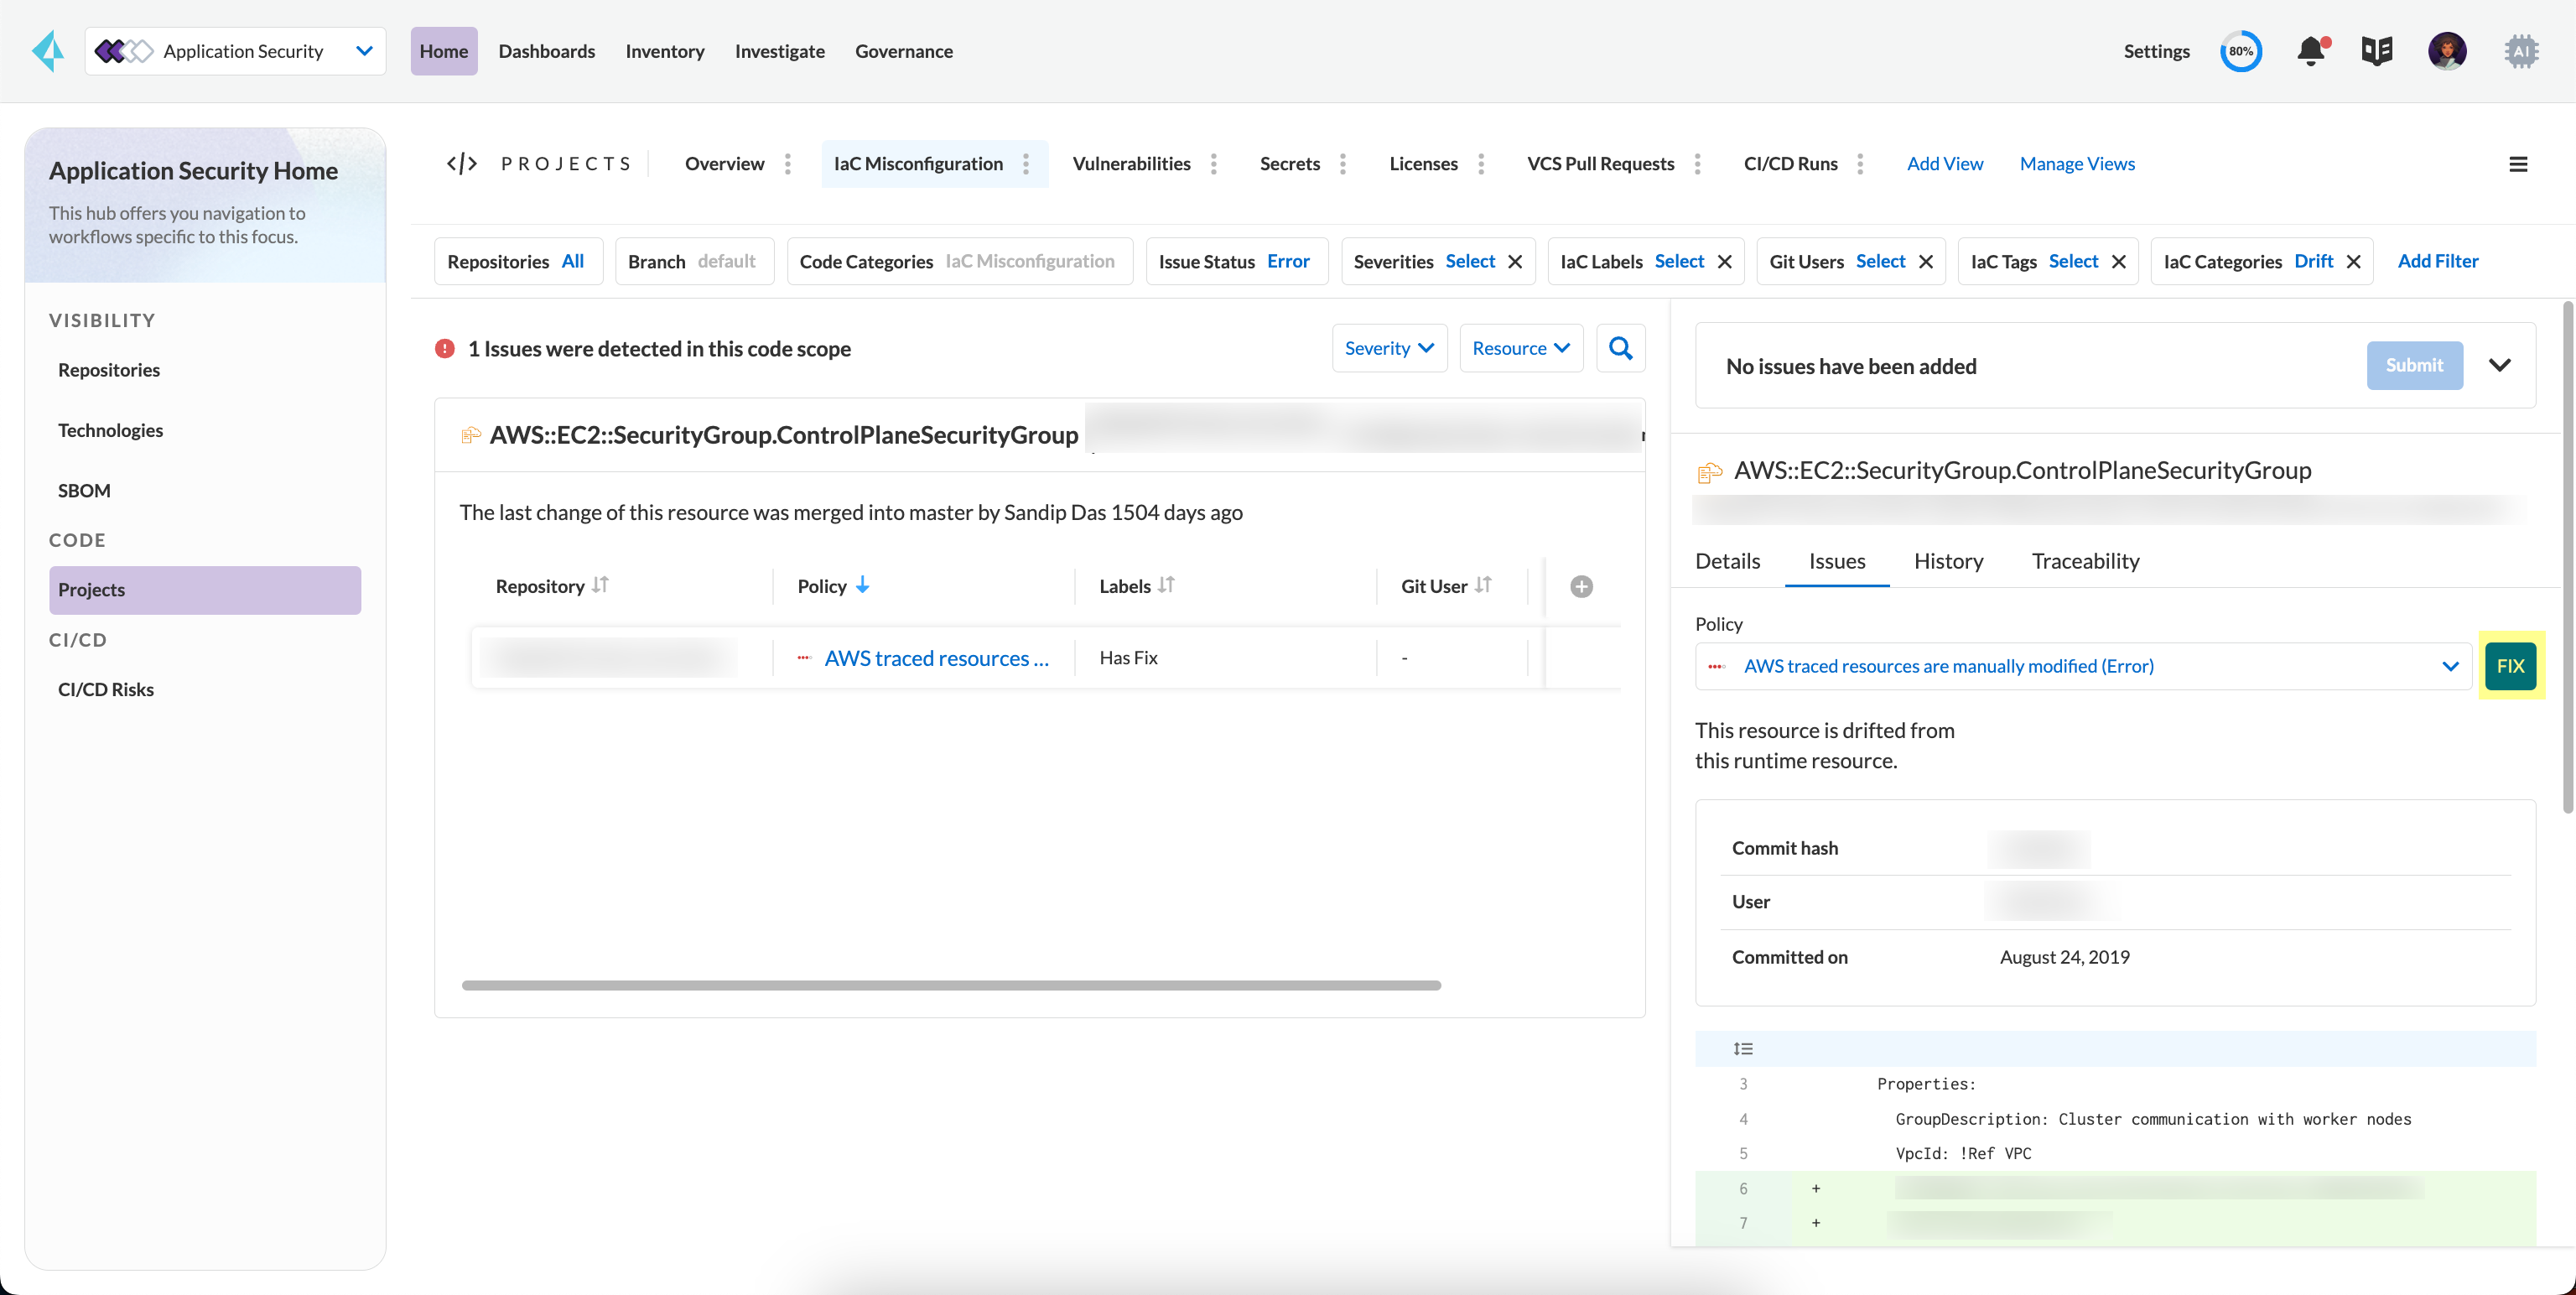 Application Security
Home
Dashboards
Inventory
Investigate
Governance
Settings
80%
AI
Application Security Home
This hub offers you navigation to
workflows specific to this focus.
VISIBILITY
Repositories
Technologies
SBOM
CODE
Projects
CI/CD
CI/CD Risks
</> PROJECTS
Overview
IaC Misconfiguration
Vulnerabilities
Secrets
Licenses
VCS Pull Requests
CI/CD Runs
Add View
Manage Views
Repositories All
Branch default
Code Categories IaC Misconfiguration
Issue Status Error
Severities Select
IaC Labels Select
Git Users Select
IaC Tags Select
IaC Categories Drift
Add Filter
1 Issues were detected in this code scope
Severity
Resource
AWS::EC2::SecurityGroup.ControlPlaneSecurityGroup
The last change of this resource was merged into master by Sandip Das 1504 days ago
Repository
Policy
Labels
Git User
AWS traced resources ...
Has Fix
-
No issues have been added
Submit
AWS::EC2::SecurityGroup.ControlPlaneSecurityGroup
Details
Issues
History
Traceability
Policy
AWS traced resources are manually modified (Error)
FIX
This resource is drifted from
this runtime resource.
Commit hash
User
Committed on August 24, 2019
3 Properties:
4 GroupDescription: Cluster communication with worker nodes
5 VpcId: !Ref VPC
6 +
7 +